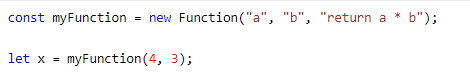 const myFunction = new Function("a", "b", "return a * b");
let x = myFunction(4, 3);